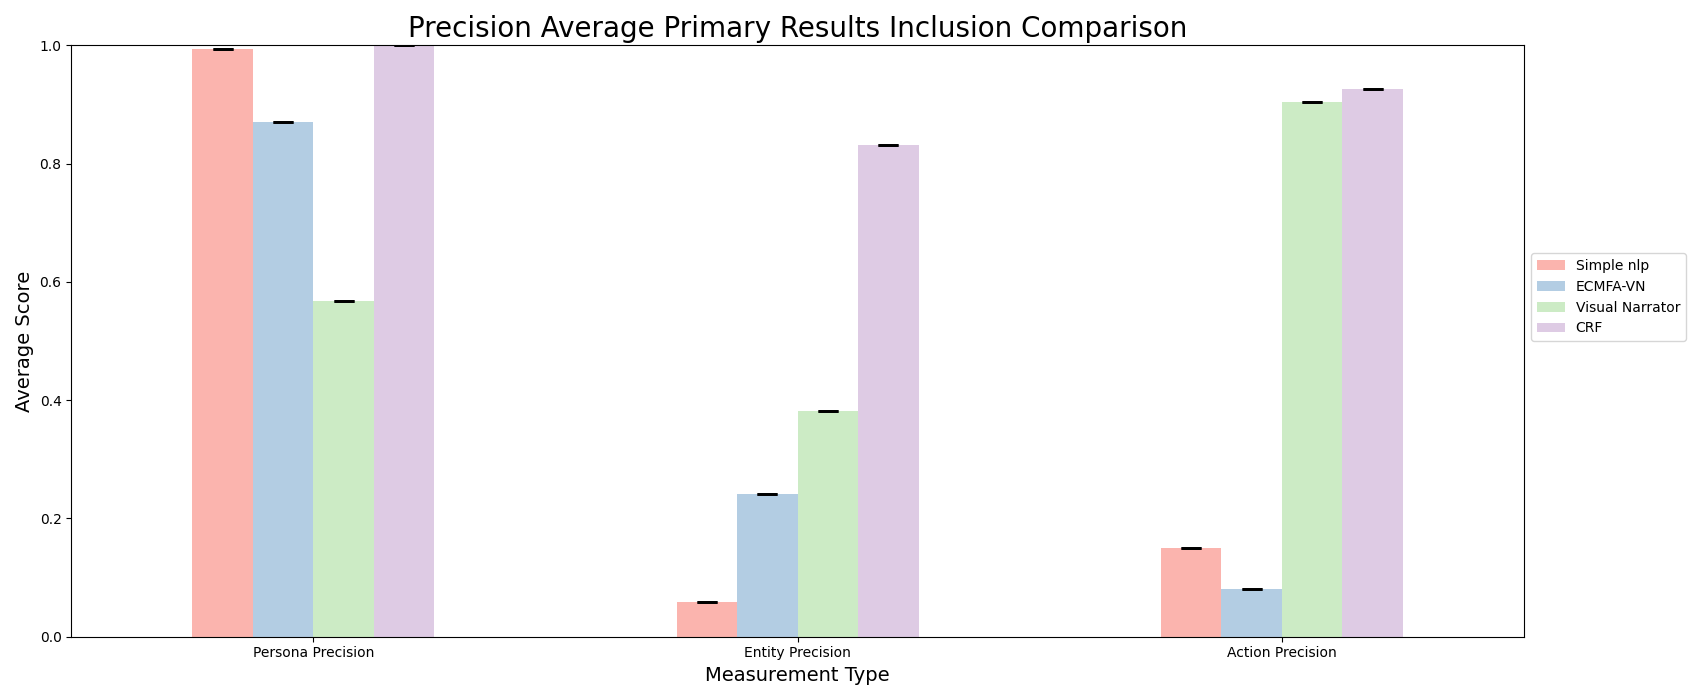 Precision Average Primary Results Inclusion Comparison
Average Score
1.0
0.8
0.6
0.4
0.2
0.0
Persona Precision
Entity Precision
Action Precision
Measurement Type
Simple nlp
ECMFA-VN
Visual Narrator
CRF